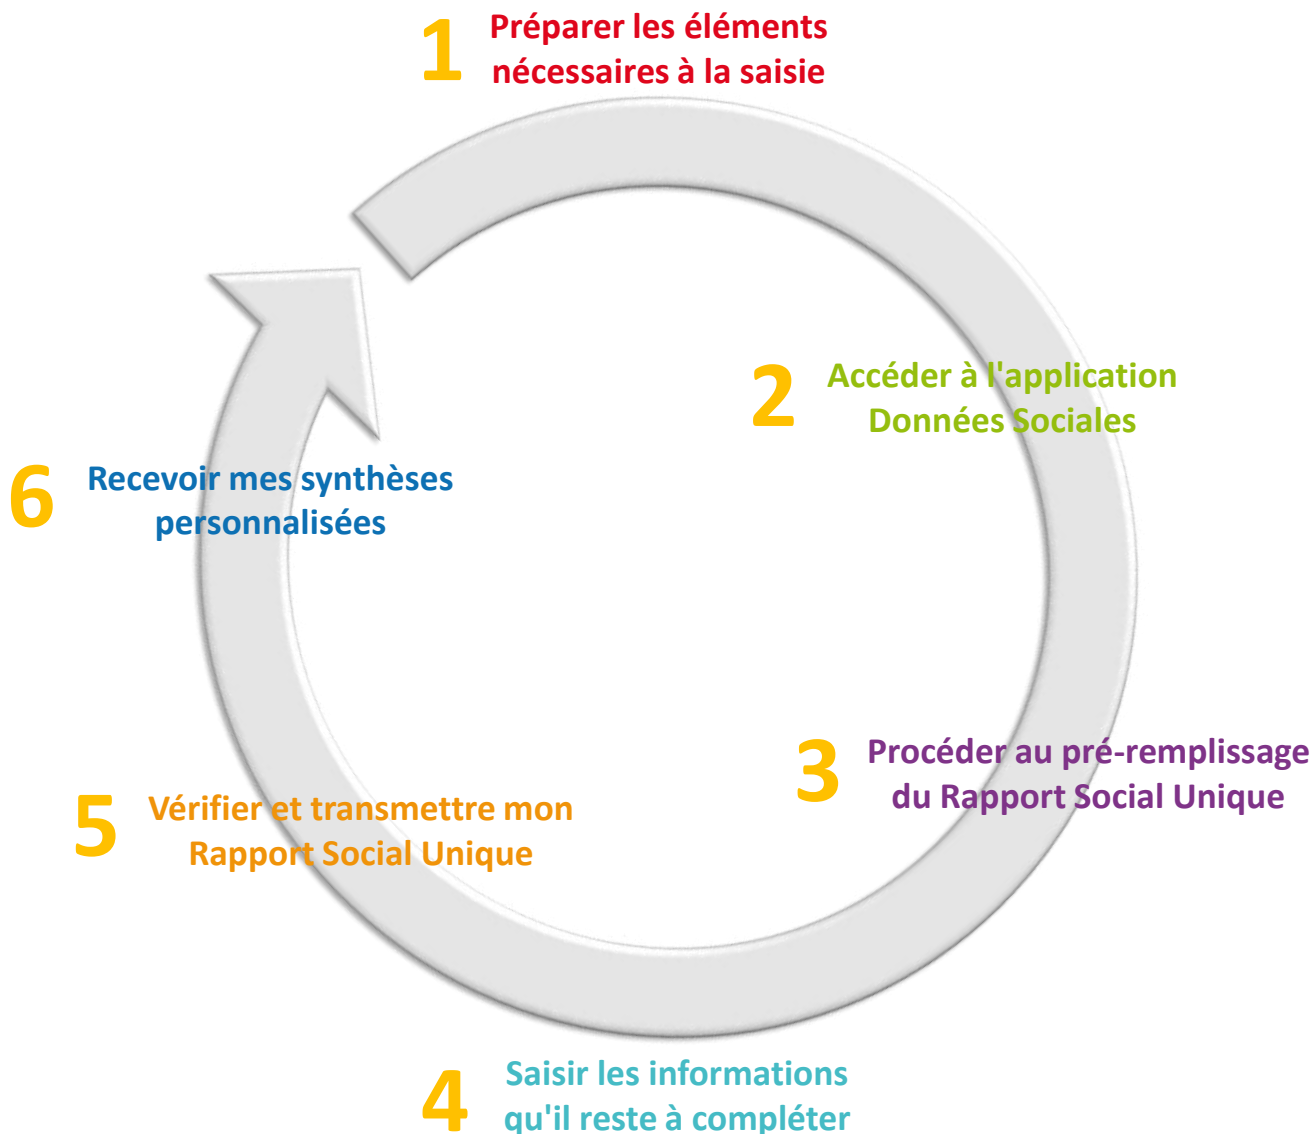 1 Préparer les éléments
nécessaires à la saisie
2 Accéder à l'application
Données Sociales
3 Procéder au pré-remplissage
du Rapport Social Unique
4 Saisir les informations
qu'il reste à compléter
5 Vérifier et transmettre mon
Rapport Social Unique
6 Recevoir mes synthèses
personnalisées